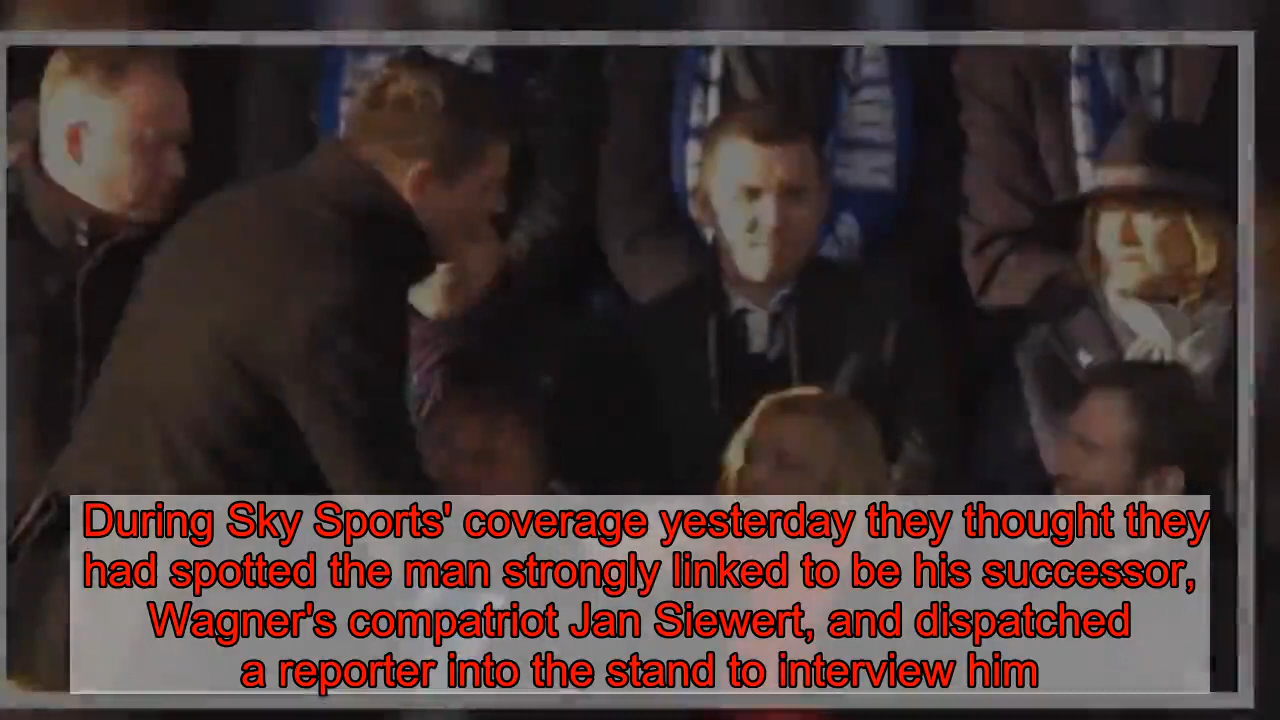 During Sky Sports' coverage yesterday they thought they
had spotted the man strongly linked to be his successor,
Wagner's compatriot Jan Siewert, and dispatched
a reporter into the stand to interview him